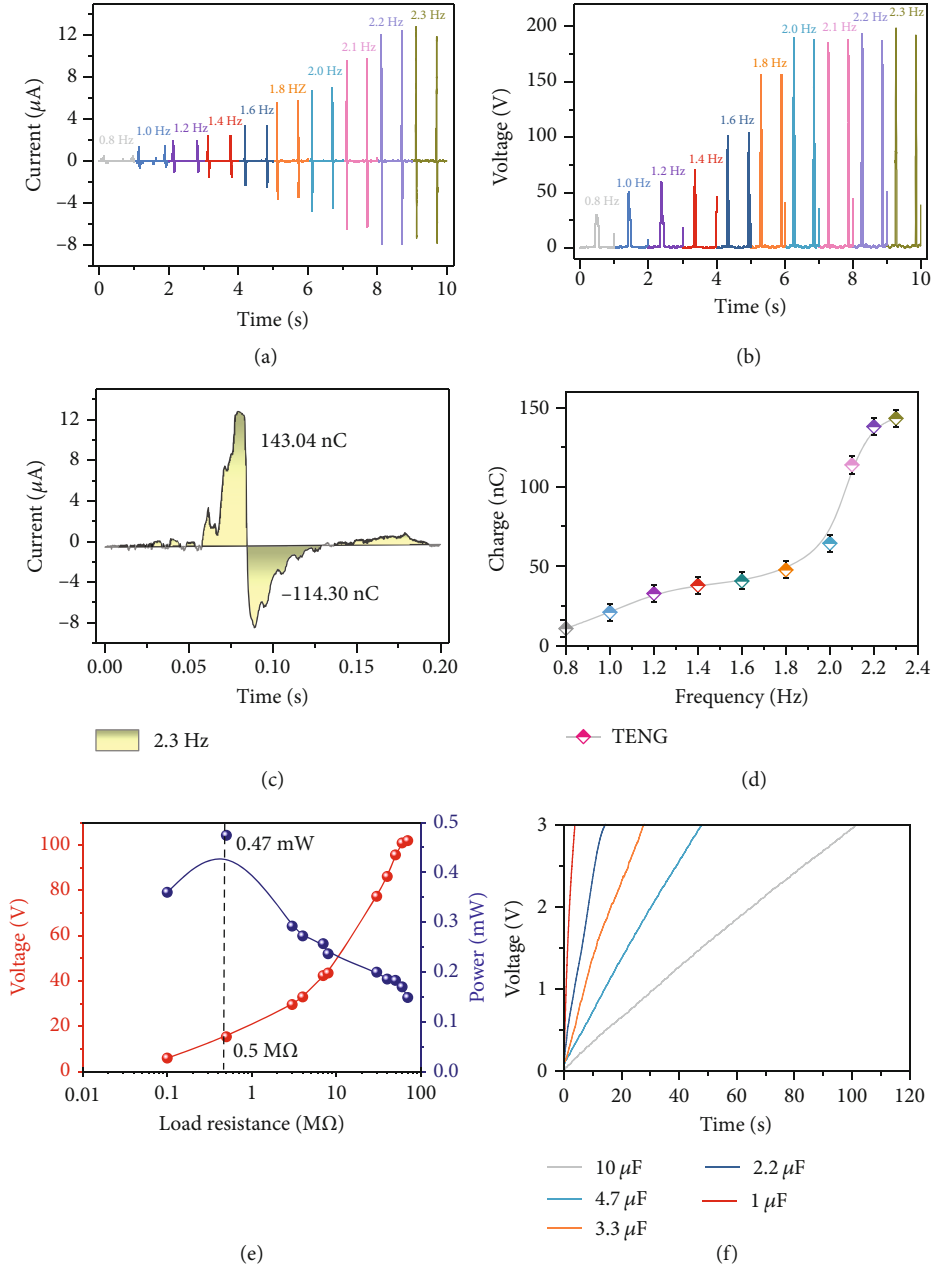 12
8
4
0
−4
−8
Current (μA)
0.8 Hz
1.0 Hz
1.2 Hz
1.4 Hz
1.6 Hz
1.8 HZ
2.0 Hz
2.1 Hz
2.2 Hz
2.3 Hz
0 2 4 6 8 10
Time (s)
(a)
200
150
100
50
0
Voltage (V)
0.8 Hz
1.0 Hz
1.2 Hz
1.4 Hz
1.6 Hz
1.8 Hz
2.0 Hz
2.1 Hz
2.2 Hz
2.3 Hz
0 2 4 6 8 10
Time (s)
(b)
12
8
4
0
−4
−8
Current (μA)
143.04 nC
−114.30 nC
0.00 0.05 0.10 0.15 0.20
Time (s)
2.3 Hz
(c)
150
100
50
0
Charge (nC)
0.8 1.0 1.2 1.4 1.6 1.8 2.0 2.2 2.4
Frequency (Hz)
TENG
(d)
100
80
60
40
20
0
Voltage (V)
0.47 mW
0.5 MΩ
0.5
0.4
0.3
0.2
0.1
0.0
Power (mW)
0.01 0.1 1 10 100
Load resistance (MΩ)
(e)
3
2
1
0
Voltage (V)
0 20 40 60 80 100 120
Time (s)
10 μF
2.2 μF
4.7 μF
1 μF
3.3 μF
(f)